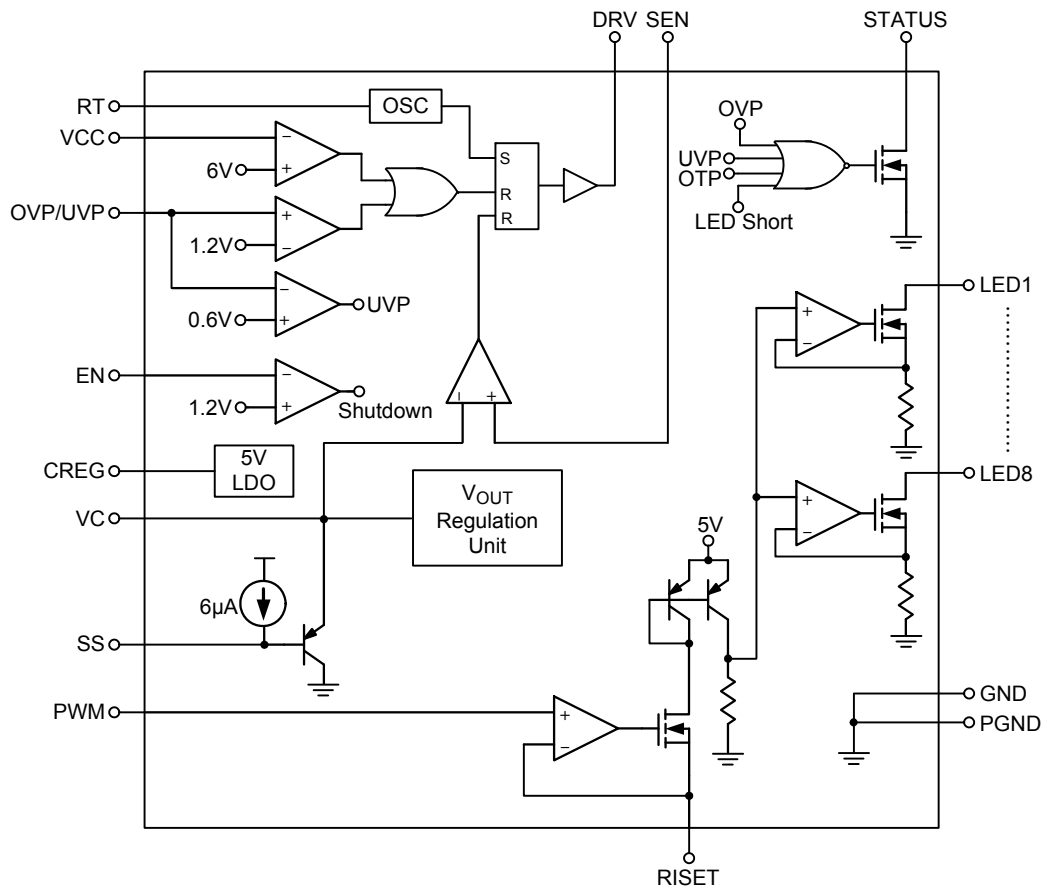 DRV SEN STATUS
RT
OSC
OVP
VCC
−
S
UVP
6V
+
OTP
R
OVP/UVP
+
R
LED Short
1.2V
−
−
UVP
LED1
0.6V
+
+
−
EN
−
1.2V
+
Shutdown
− +
CREG
5V
LDO
LED8
VC
VOUT
Regulation
Unit
+
−
5V
6µA
SS
PWM
+
−
GND
PGND
RISET